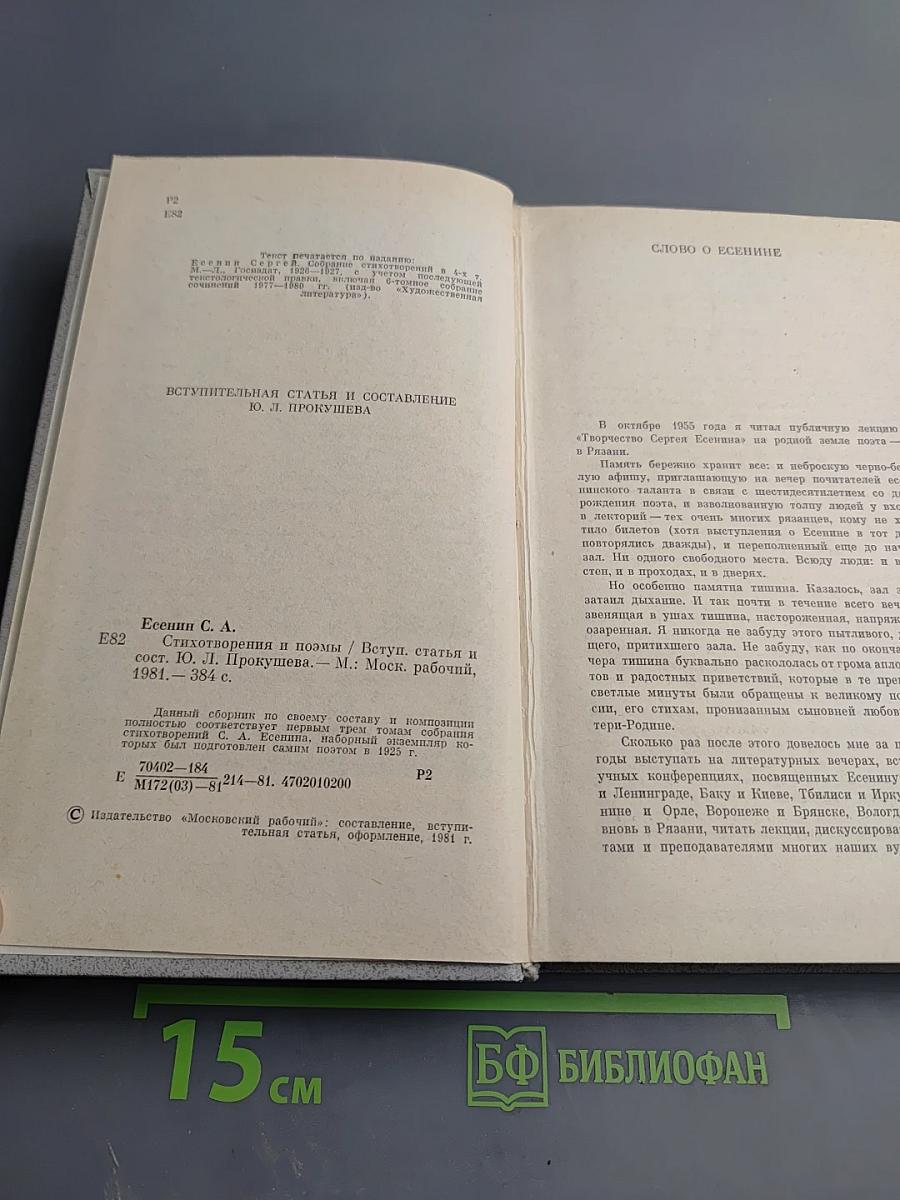 Р2
Е82
Текст печатается по изданию:
Есенин Сергей. Собрание стихотворений в 4-х т,
М.—Л., Госиздат, 1926—1927, с учетом последующей
текстологической правки, включая 6-томное собрание
сочинений 1977—1980 гг. (изд-во «Художественная
литература»).
ВСТУПИТЕЛЬНАЯ СТАТЬЯ И СОСТАВЛЕНИЕ
Ю. Л. ПРОКУШЕВА
Есенин С. А.
Е82 Стихотворения и поэмы / Вступ. статья и
сост. Ю. Л. Прокушева.— М.: Моск. рабочий,
1981.— 384 с.
Данный сборник по своему составу и композиции
полностью соответствует первым трем томам собрания
стихотворений С. А. Есенина, наборный экземпляр ко-
торых был подготовлен самим поэтом в 1925 г.
Е 70402—184
М172(03)—81 214—81. 4702010200 Р2
© Издательство «Московский рабочий»: составление, вступи-
тельная статья, оформление, 1981 г.
СЛОВО О ЕСЕНИНЕ
В октябре 1955 года я читал публичную лекцию
«Творчество Сергея Есенина» на родной земле поэта —
в Рязани.
Память бережно хранит все: и неброскую черно-бе
лую афишу, приглашающую на вечер почитателей есе
нинского таланта в связи с шестидесятилетием со д
рождения поэта, и взволнованную толпу людей у вхо
в лекторий — тех очень многих рязанцев, кому не х
тило билетов (хотя выступления о Есенине в тот д
повторялись дважды), и переполненный еще до нач
зал. Ни одного свободного места. Всюду люди: и в
стен, и в проходах, и в дверях.
Но особенно памятна тишина. Казалось, зал з
затаил дыхание. И так почти в течение всего веч
звенящая в ушах тишина, настороженная, напряж
озаренная. Я никогда не забуду этого пытливого,
щего, притихшего зала. Не забуду, как по оконча
чера тишина буквально раскололась от грома апло
тов и радостных приветствий, которые в те пре
светлые минуты были обращены к великому по
сии, его стихам, пронизанным сыновней любов
тери-Родине.
Сколько раз после этого довелось мне за п
годы выступать на литературных вечерах, вст
учных конференциях, посвященных Есенину
и Ленинграде, Баку и Киеве, Тбилиси и Ирку
нине и Орле, Воронеже и Брянске, Вологд
вновь в Рязани, читать лекции, дискуссирова
тами и преподавателями многих наших ву
15 см
БФ БИБЛИОФАН